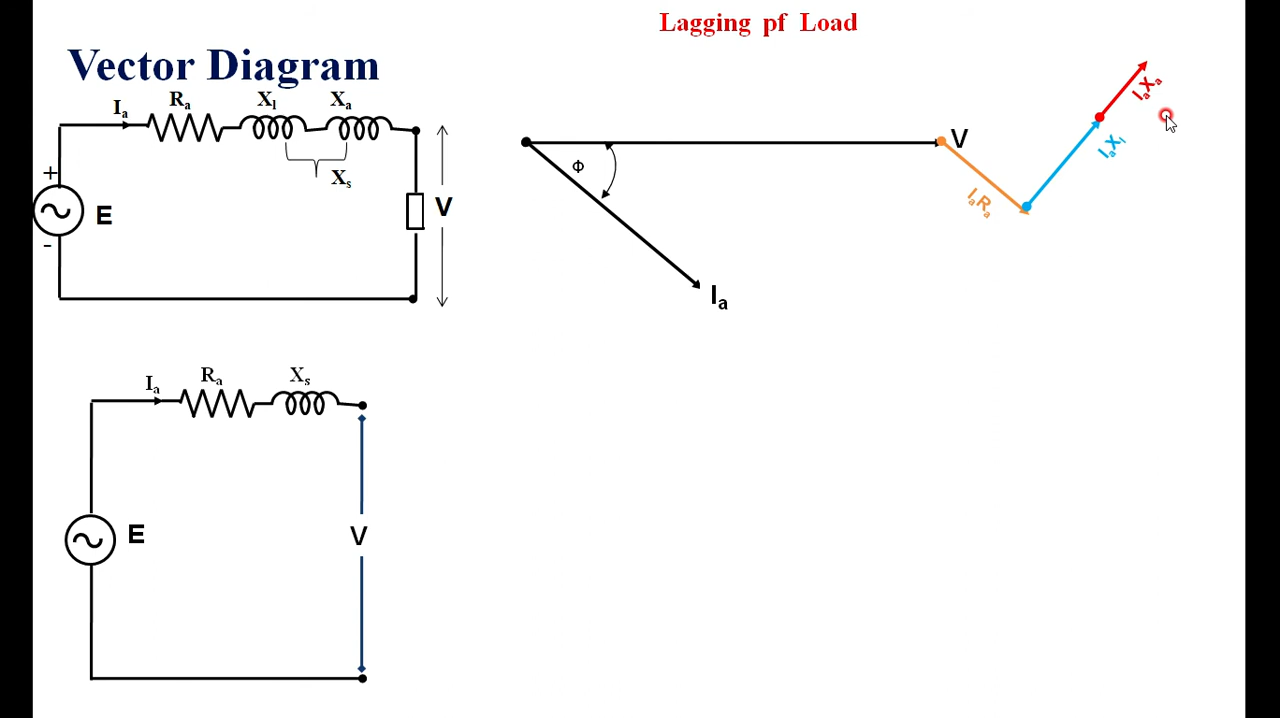 Lagging pf Load
Vector Diagram
Iₐ
Rₐ
Xₗ
Xₐ
Xₛ
+
E
-
V
V
Φ
IₐRₐ
IₐXₗ
IₐXₐ
Iₐ
Iₐ
Rₐ
Xₛ
E
V